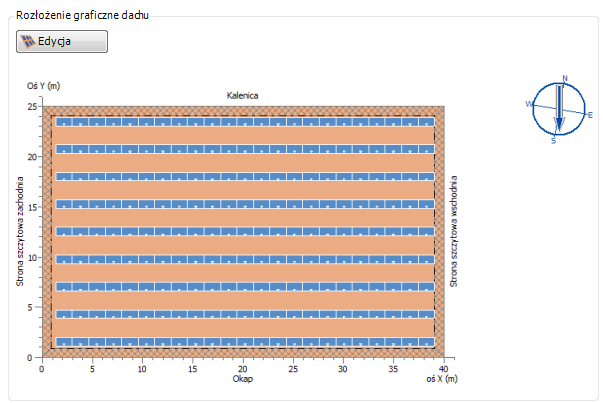 Rozłożenie graficzne dachu
Edycja
Oś Y (m)
Kalenica
N
W
E
S
25
20
15
10
5
0
Strona szczytowa zachodnia
Strona szczytowa wschodnia
0 5 10 15 20 25 30 35 40
Okap
oś X (m)